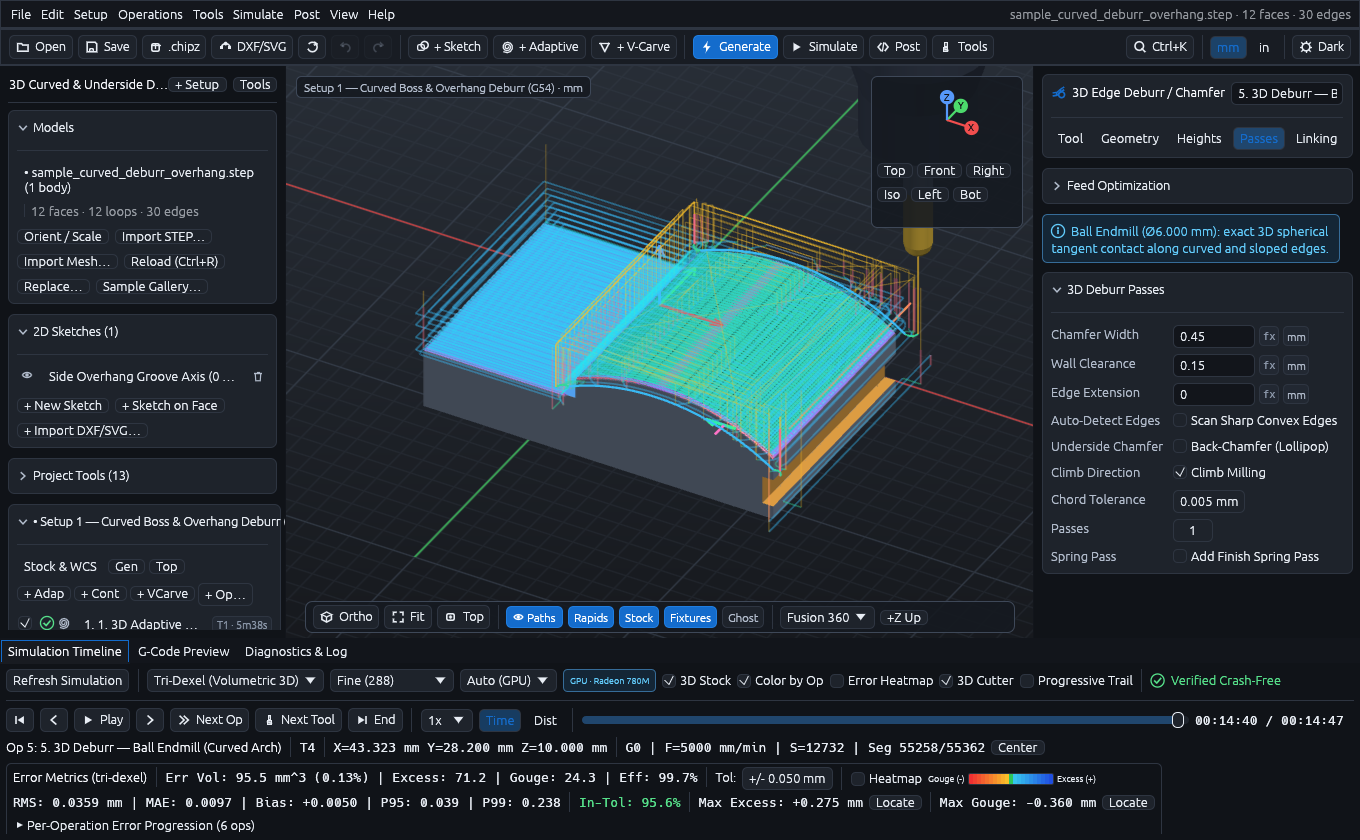 File Edit Setup Operations Tools Simulate Post View Help
sample_curved_deburr_overhang.step · 12 faces · 30 edges
Open Save .chipz DXF/SVG + Sketch + Adaptive + V-Carve Generate Simulate Post Tools Ctrl+K mm in Dark
3D Curved & Underside D... + Setup Tools
Models
• sample_curved_deburr_overhang.step
(1 body)
12 faces · 12 loops · 30 edges
Orient / Scale Import STEP...
Import Mesh... Reload (Ctrl+R)
Replace... Sample Gallery...
2D Sketches (1)
Side Overhang Groove Axis (0 ...
+ New Sketch + Sketch on Face
+ Import DXF/SVG...
Project Tools (13)
• Setup 1 — Curved Boss & Overhang Deburr
Stock & WCS Gen Top
+ Adap + Cont + VCarve + Op...
1. 1. 3D Adaptive ... T1 · 5m38s
Setup 1 — Curved Boss & Overhang Deburr (G54) · mm
Z
Y
X
Top Front Right
Iso Left Bot
Ortho Fit Top Paths Rapids Stock Fixtures Ghost Fusion 360 +Z Up
3D Edge Deburr / Chamfer 5. 3D Deburr — B
Tool Geometry Heights Passes Linking
Feed Optimization
Ball Endmill (Ø6.000 mm): exact 3D spherical
tangent contact along curved and sloped edges.
3D Deburr Passes
Chamfer Width 0.45 fx mm
Wall Clearance 0.15 fx mm
Edge Extension 0 fx mm
Auto-Detect Edges Scan Sharp Convex Edges
Underside Chamfer Back-Chamfer (Lollipop)
Climb Direction Climb Milling
Chord Tolerance 0.005 mm
Passes 1
Spring Pass Add Finish Spring Pass
Simulation Timeline G-Code Preview Diagnostics & Log
Refresh Simulation Tri-Dexel (Volumetric 3D) Fine (288) Auto (GPU) GPU · Radeon 780M 3D Stock Color by Op Error Heatmap 3D Cutter Progressive Trail Verified Crash-Free
Play Next Op Next Tool End 1x Time Dist 00:14:40 / 00:14:47
Op 5: 5. 3D Deburr — Ball Endmill (Curved Arch) T4 X=43.323 mm Y=28.200 mm Z=10.000 mm G0 | F=5000 mm/min | S=12732 | Seg 55258/55362 Center
Error Metrics (tri-dexel) Err Vol: 95.5 mm^3 (0.13%) | Excess: 71.2 | Gouge: 24.3 | Eff: 99.7% Tol: +/- 0.050 mm Heatmap Gouge (-) Excess (+)
RMS: 0.0359 mm | MAE: 0.0097 | Bias: +0.0050 | P95: 0.039 | P99: 0.238 In-Tol: 95.6% Max Excess: +0.275 mm Locate Max Gouge: -0.360 mm Locate
Per-Operation Error Progression (6 ops)